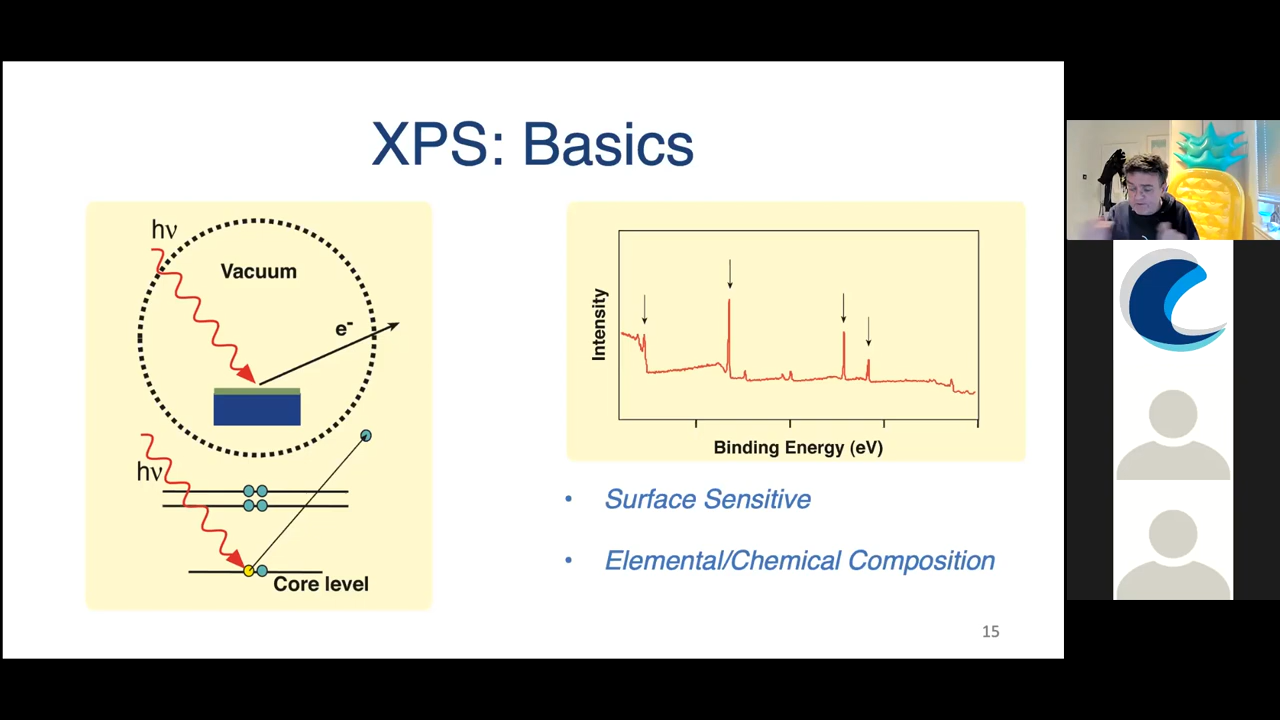 XPS: Basics
hν
Vacuum
e-
hν
Core level
Intensity
Binding Energy (eV)
• Surface Sensitive
• Elemental/Chemical Composition
15